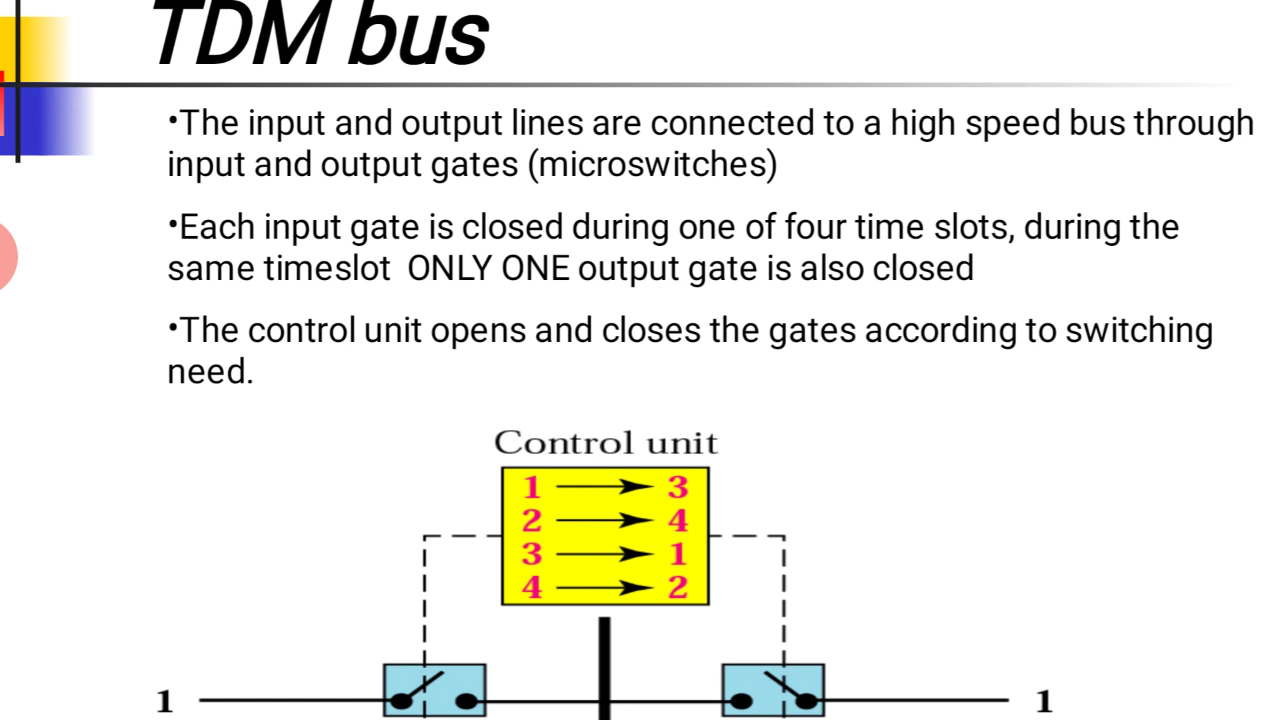 TDM bus
•The input and output lines are connected to a high speed bus through
input and output gates (microswitches)
•Each input gate is closed during one of four time slots, during the
same timeslot  ONLY ONE output gate is also closed
•The control unit opens and closes the gates according to switching
need.
Control unit
1 → 3
2 → 4
3 → 1
4 → 2
1 1